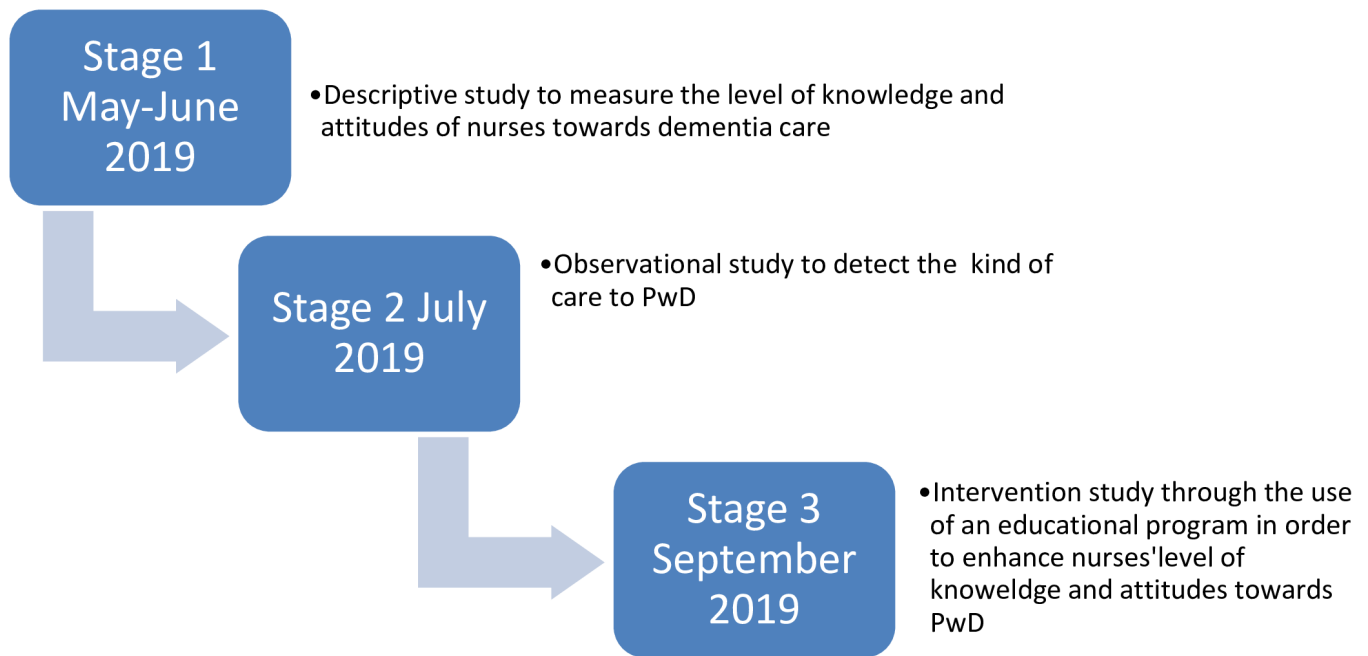 Stage 1
May-June
2019
•Descriptive study to measure the level of knowledge and
attitudes of nurses towards dementia care
Stage 2 July
2019
•Observational study to detect the  kind of
care to PwD
Stage 3
September
2019
•Intervention study through the use
of an educational program in order
to enhance nurses'level of
knoweldge and attitudes towards
PwD